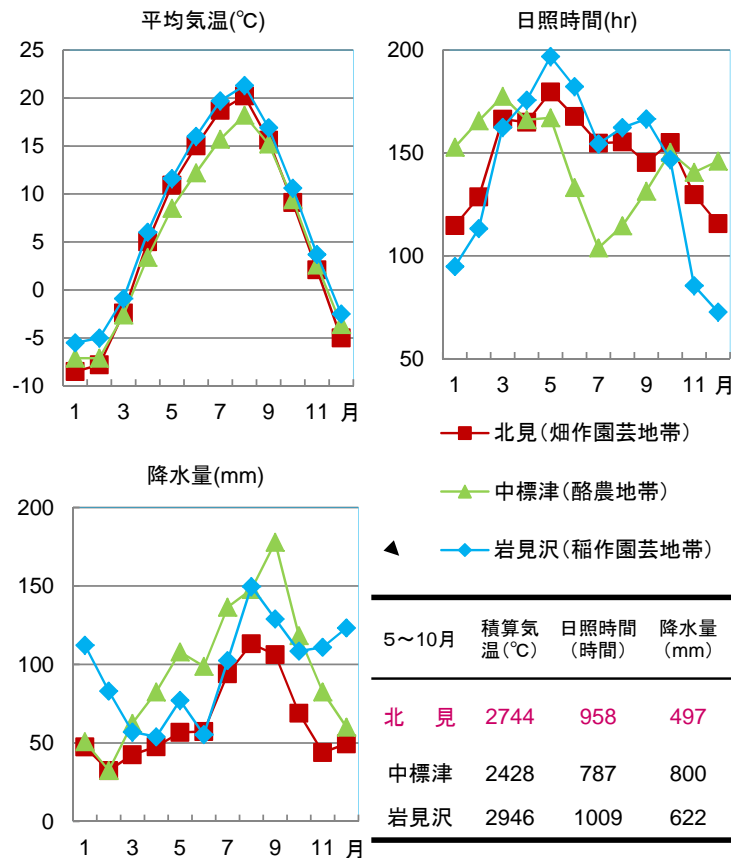 平均気温(℃)
25
20
15
10
5
0
-5
-10
1 3 5 7 9 11 月
日照時間(hr)
200
150
100
50
1 3 5 7 9 11 月
北見(畑作園芸地帯)
中標津(酪農地帯)
岩見沢(稲作園芸地帯)
降水量(mm)
200
150
100
50
0
1 3 5 7 9 11 月
5~10月 積算気温(℃) 日照時間(時間) 降水量(mm)
北 見 2744 958 497
中標津 2428 787 800
岩見沢 2946 1009 622